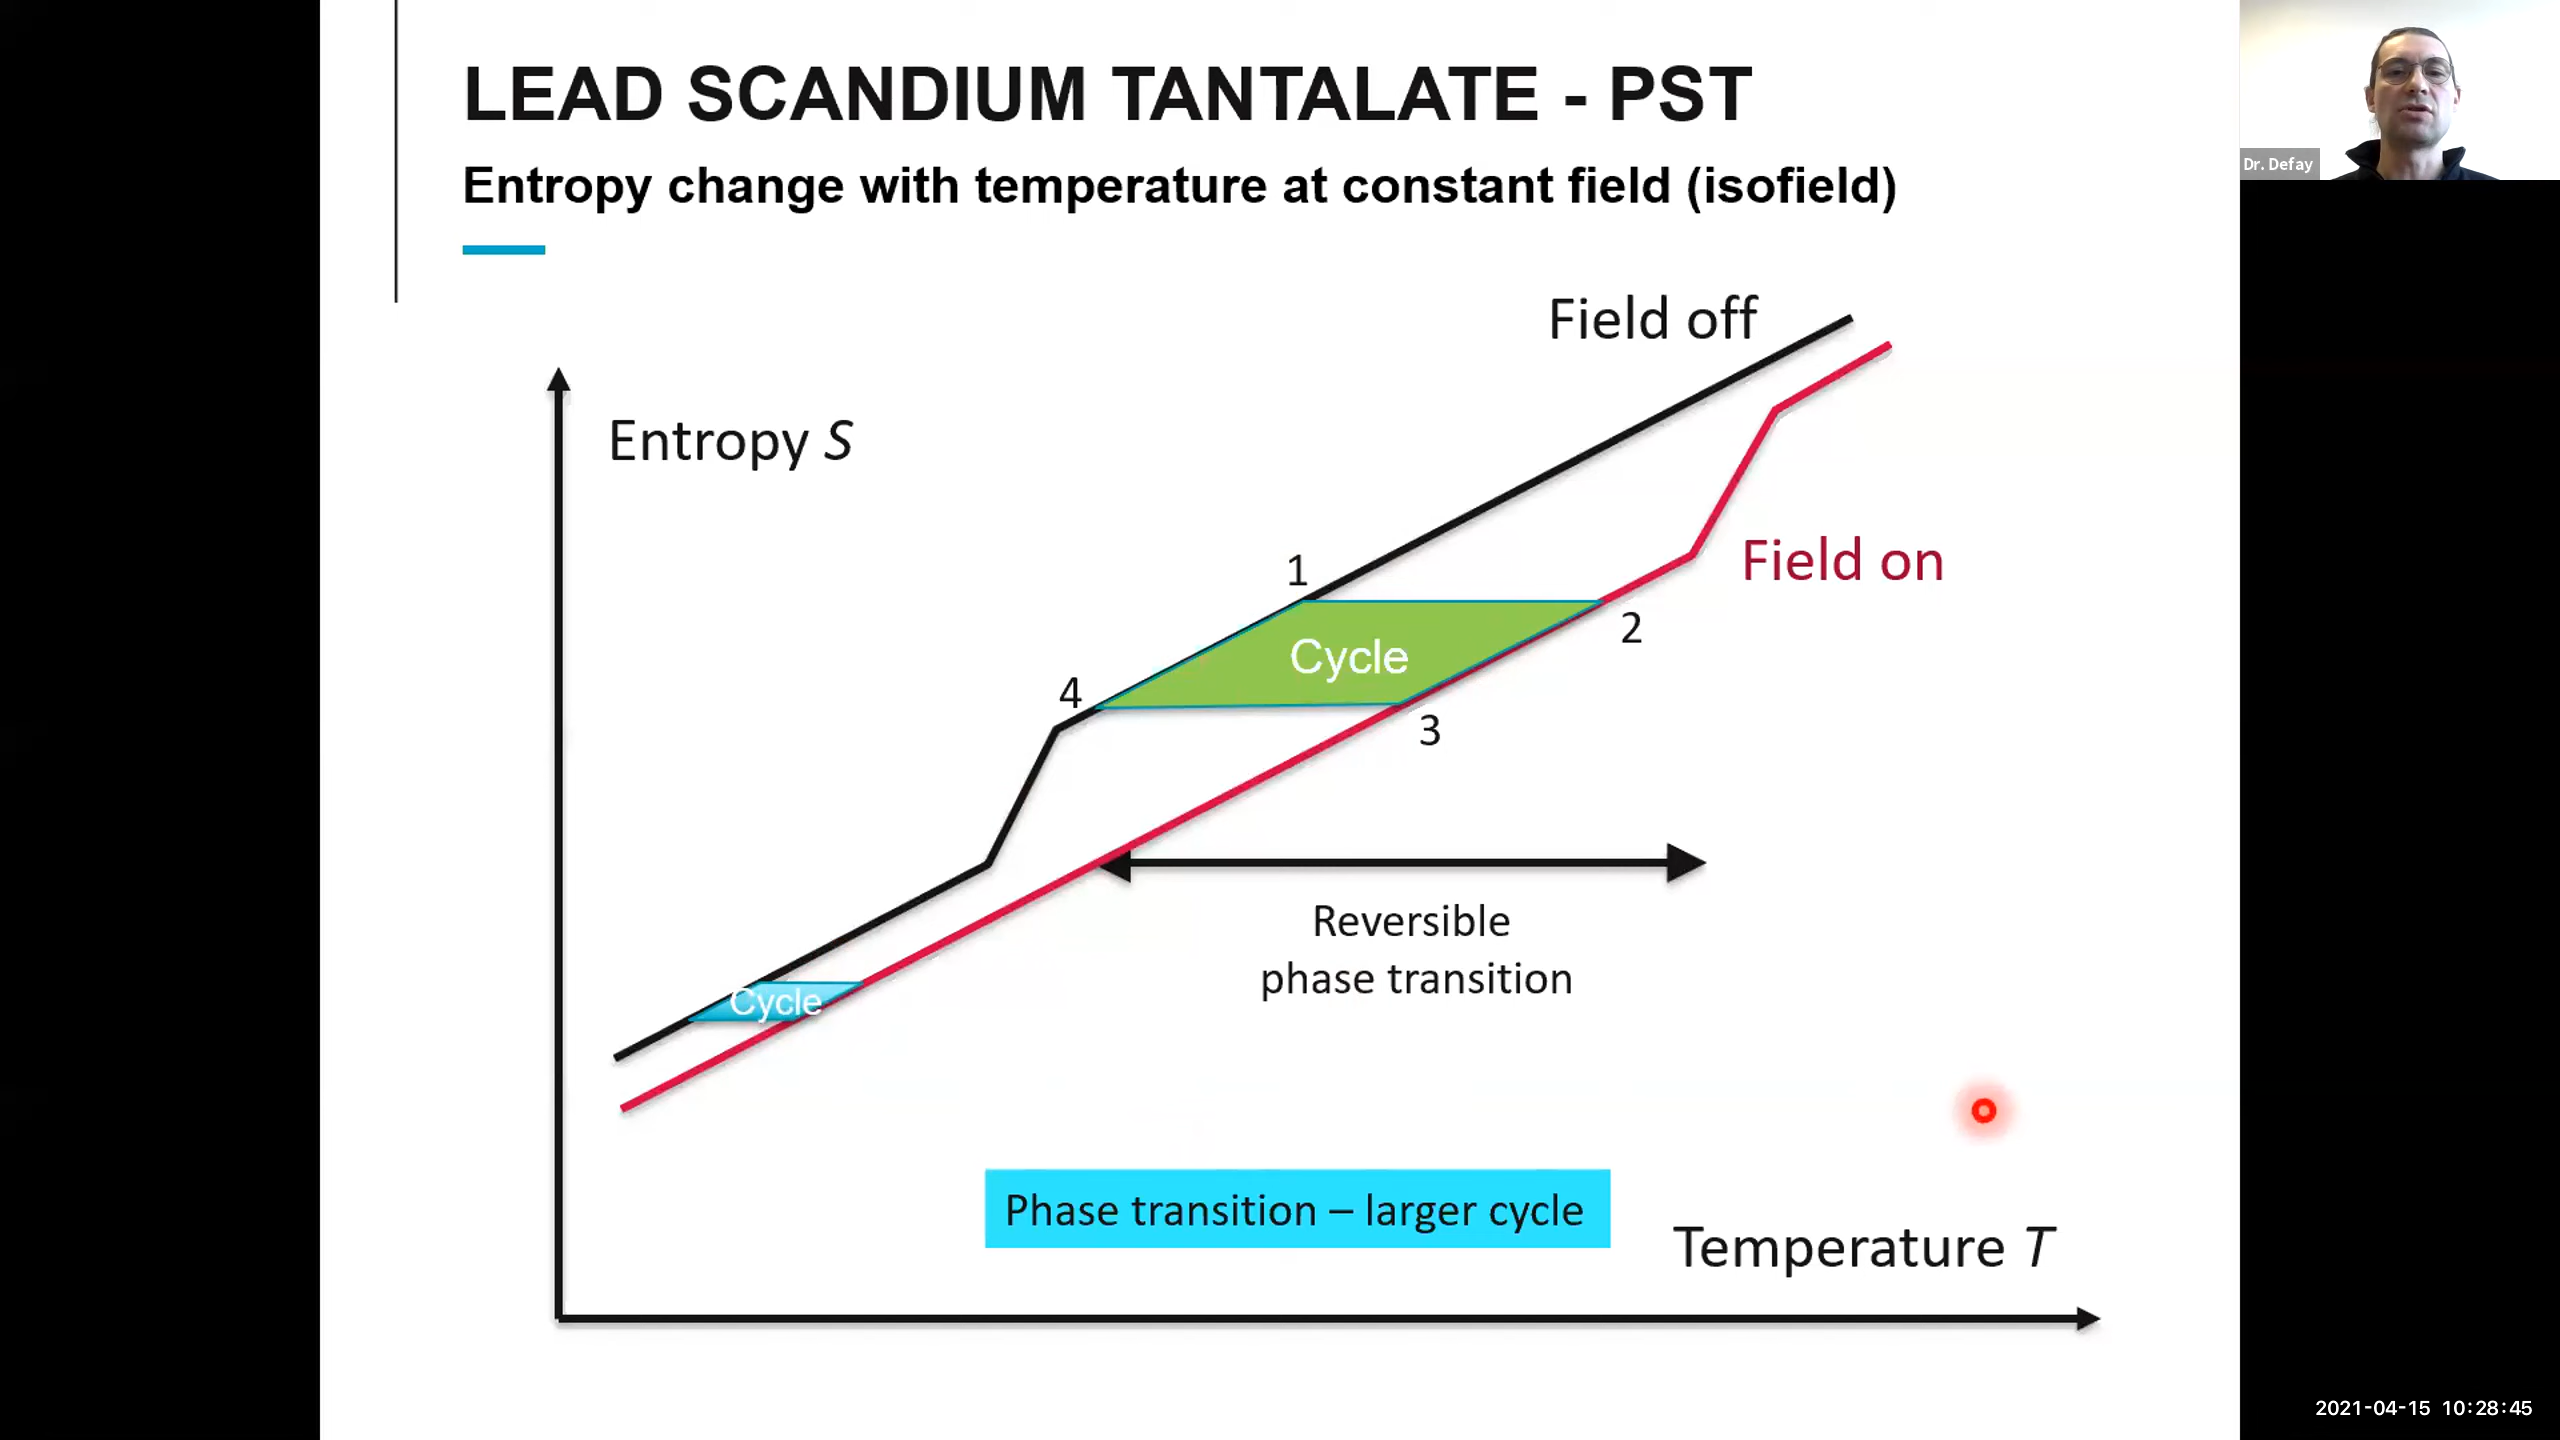 LEAD SCANDIUM TANTALATE - PST
Entropy change with temperature at constant field (isofield)
Dr. Defay
Field off
Entropy S
Field on
1
Cycle
2
4
3
Reversible
phase transition
Cycle
Phase transition – larger cycle
Temperature T
2021-04-15 10:28:45